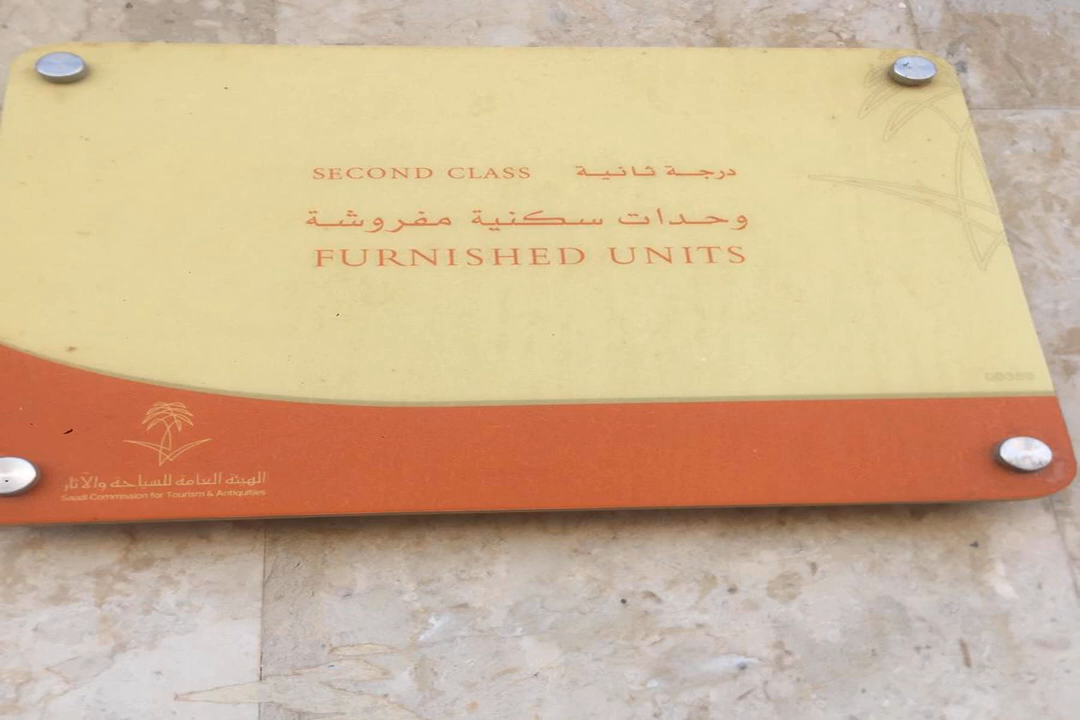 SECOND CLASS درجة ثانية
وحدات سكنية مفروشة
FURNISHED UNITS
الهيئة العامة للسياحة والآثار
Saudi Commission for Tourism & Antiquities